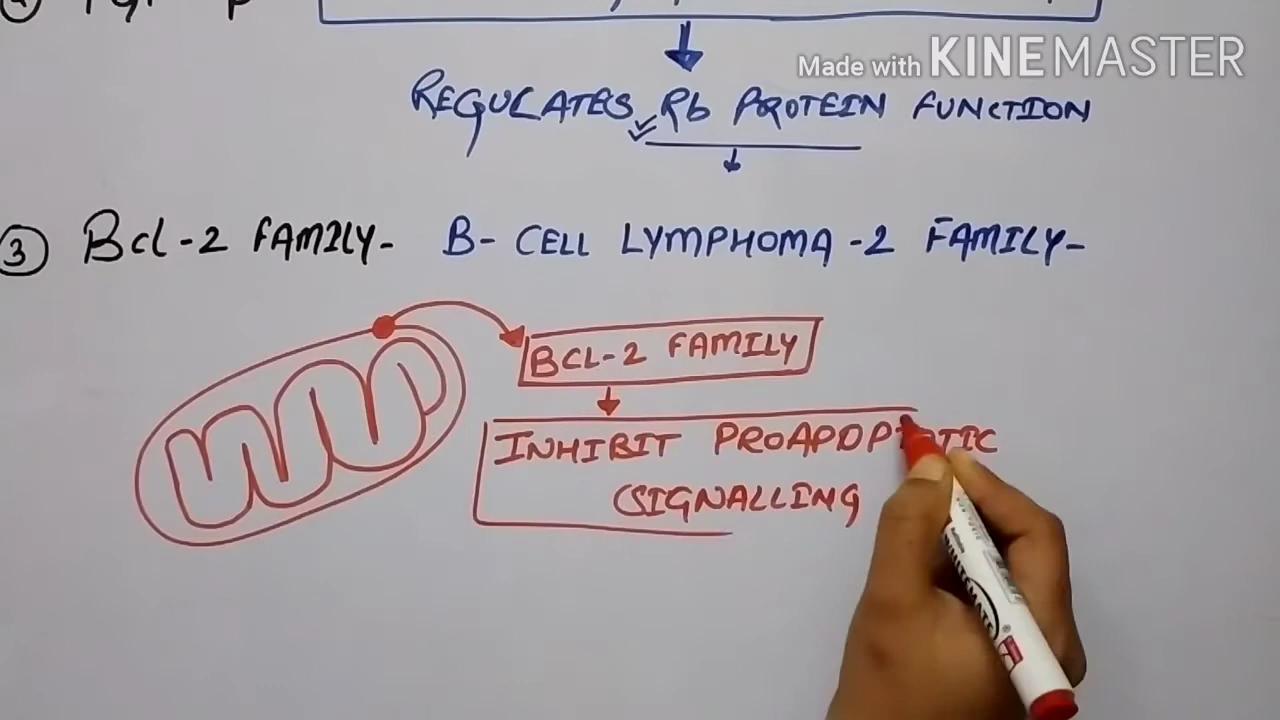 Made with KINEMASTER
REGULATES Rb PROTEIN FUNCTION
3 Bcl-2 FAMILY- B-CELL LYMPHOMA-2 FAMILY-
BCL-2 FAMILY
INHIBIT PROAPOPTOTIC
SIGNALLING